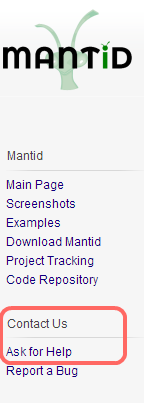 MANTiD
Mantid
Main Page
Screenshots
Examples
Download Mantid
Project Tracking
Code Repository
Contact Us
Ask for Help
Report a Bug